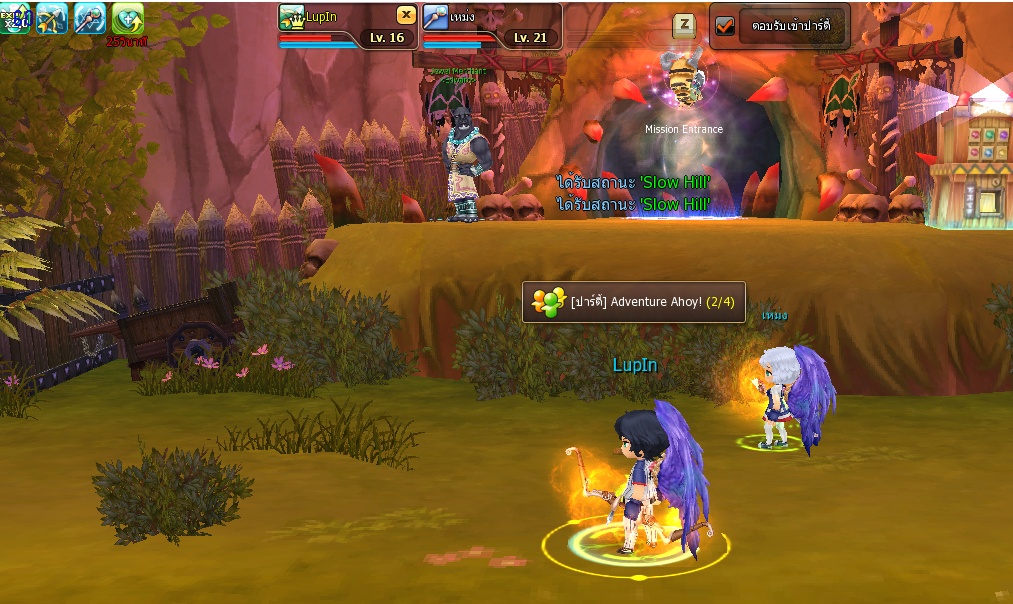 LupIn
Lv. 16
เหม่ง
Lv. 21
Z
ตอบรับเข้าปาร์ตี้
25วินาที
Mission Entrance
ได้รับสถานะ 'Slow Hill'
ได้รับสถานะ 'Slow Hill'
[ปาร์ตี้] Adventure Ahoy! (2/4)
เหม่ง
LupIn